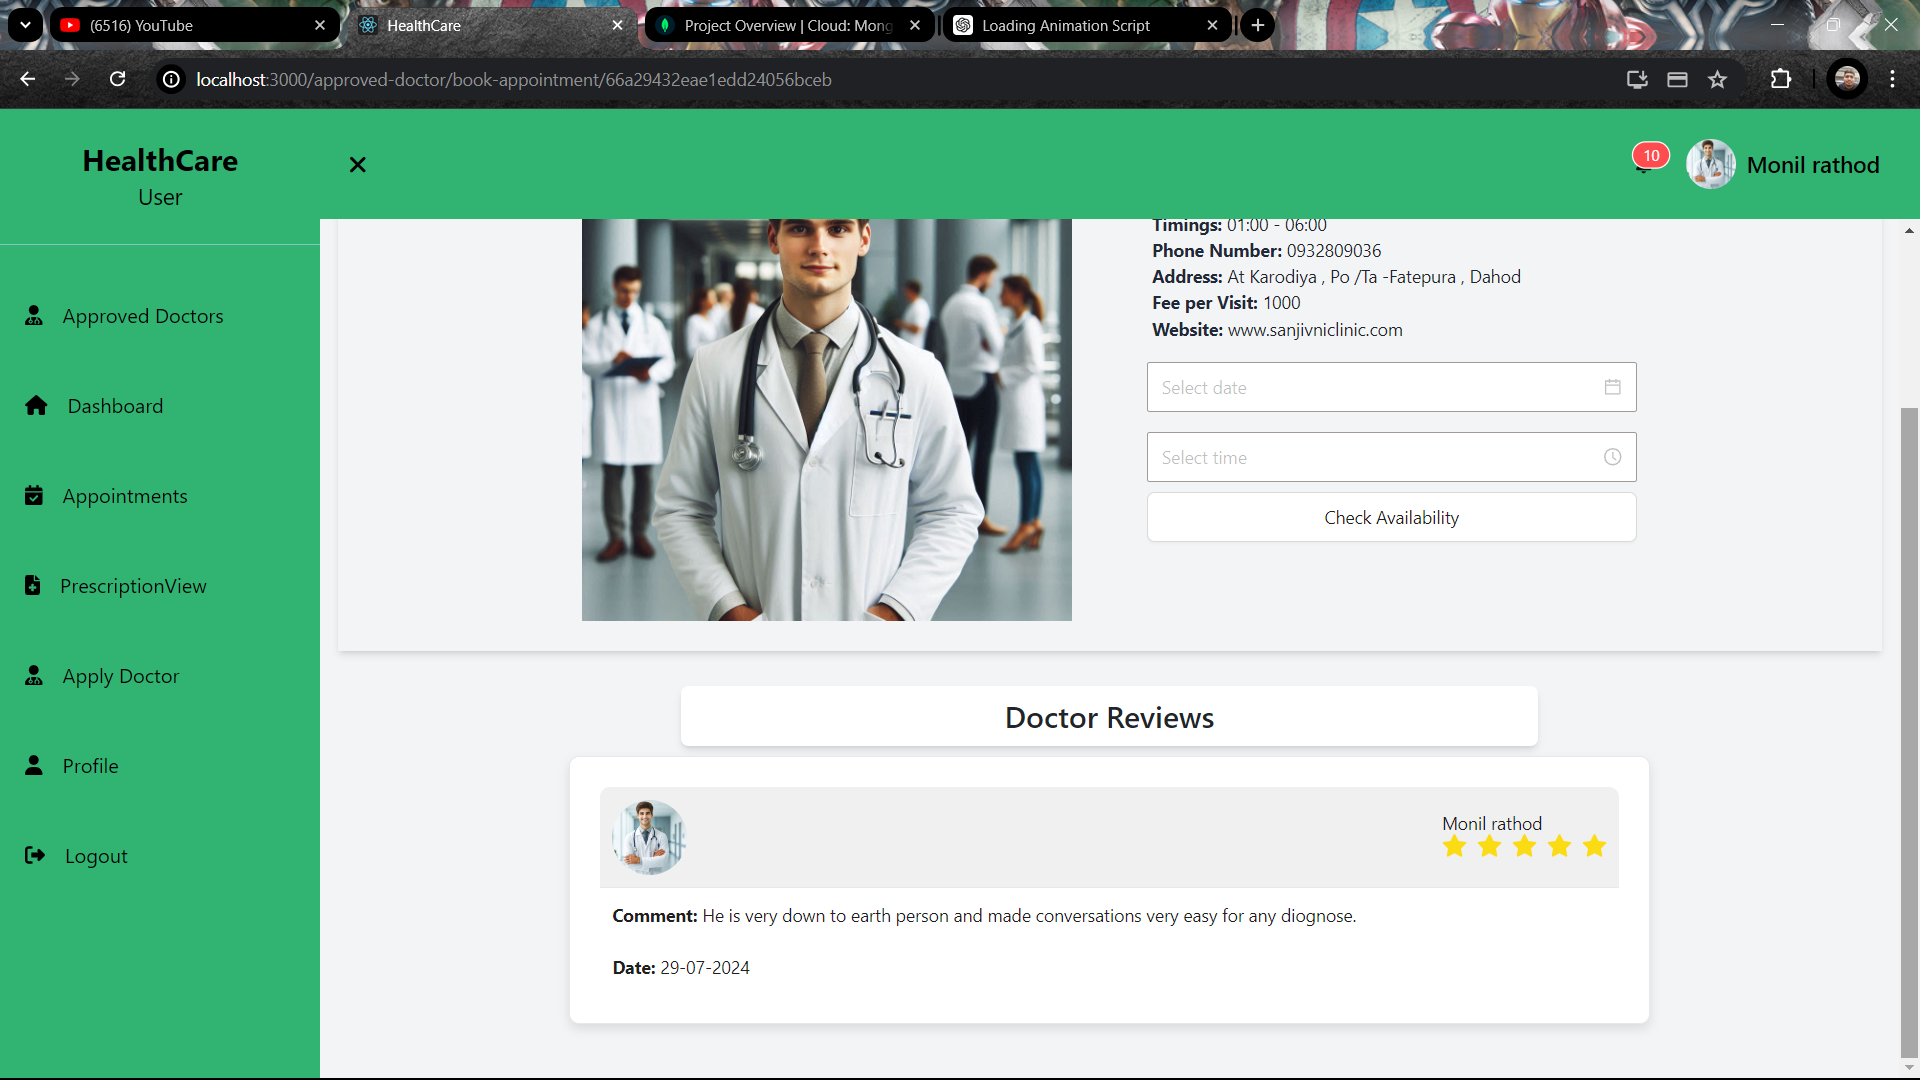 (6516) YouTube
HealthCare
Project Overview | Cloud: Mong
Loading Animation Script
localhost:3000/approved-doctor/book-appointment/66a29432eae1edd24056bceb
HealthCare
User
10
Monil rathod
Approved Doctors
Dashboard
Appointments
PrescriptionView
Apply Doctor
Profile
Logout
Timings: 01:00 - 06:00
Phone Number: 0932809036
Address: At Karodiya , Po /Ta -Fatepura , Dahod
Fee per Visit: 1000
Website: www.sanjivniclinic.com
Select date
Select time
Check Availability
Doctor Reviews
Monil rathod
Comment: He is very down to earth person and made conversations very easy for any diognose.
Date: 29-07-2024